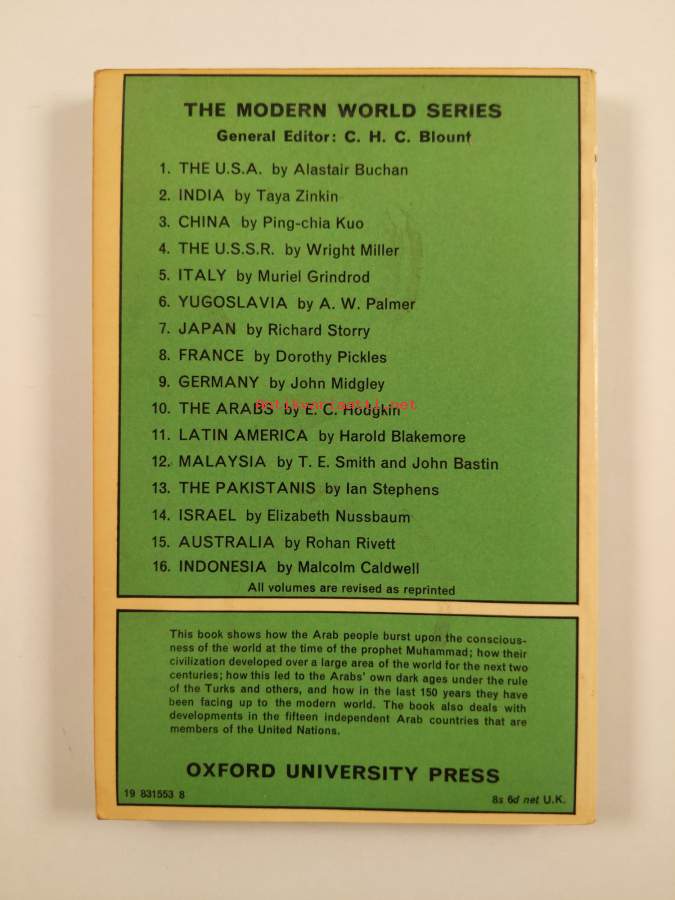 THE MODERN WORLD SERIES
General Editor: C. H. C. Blount
1. THE U.S.A. by Alastair Buchan
2. INDIA by Taya Zinkin
3. CHINA by Ping-chia Kuo
4. THE U.S.S.R. by Wright Miller
5. ITALY by Muriel Grindrod
6. YUGOSLAVIA by A. W. Palmer
7. JAPAN by Richard Storry
8. FRANCE by Dorothy Pickles
9. GERMANY by John Midgley
10. THE ARABS by E. C. Hodgkin
antikvariaatti.net
11. LATIN AMERICA by Harold Blakemore
12. MALAYSIA by T. E. Smith and John Bastin
13. THE PAKISTANIS by Ian Stephens
14. ISRAEL by Elizabeth Nussbaum
15. AUSTRALIA by Rohan Rivett
16. INDONESIA by Malcolm Caldwell
All volumes are revised as reprinted
This book shows how the Arab people burst upon the conscious-
ness of the world at the time of the prophet Muhammad; how their
civilization developed over a large area of the world for the next two
centuries; how this led to the Arabs' own dark ages under the rule
of the Turks and others, and how in the last 150 years they have
been facing up to the modern world. The book also deals with
developments in the fifteen independent Arab countries that are
members of the United Nations.
OXFORD UNIVERSITY PRESS
19 831553 8
8s 6d net U.K.